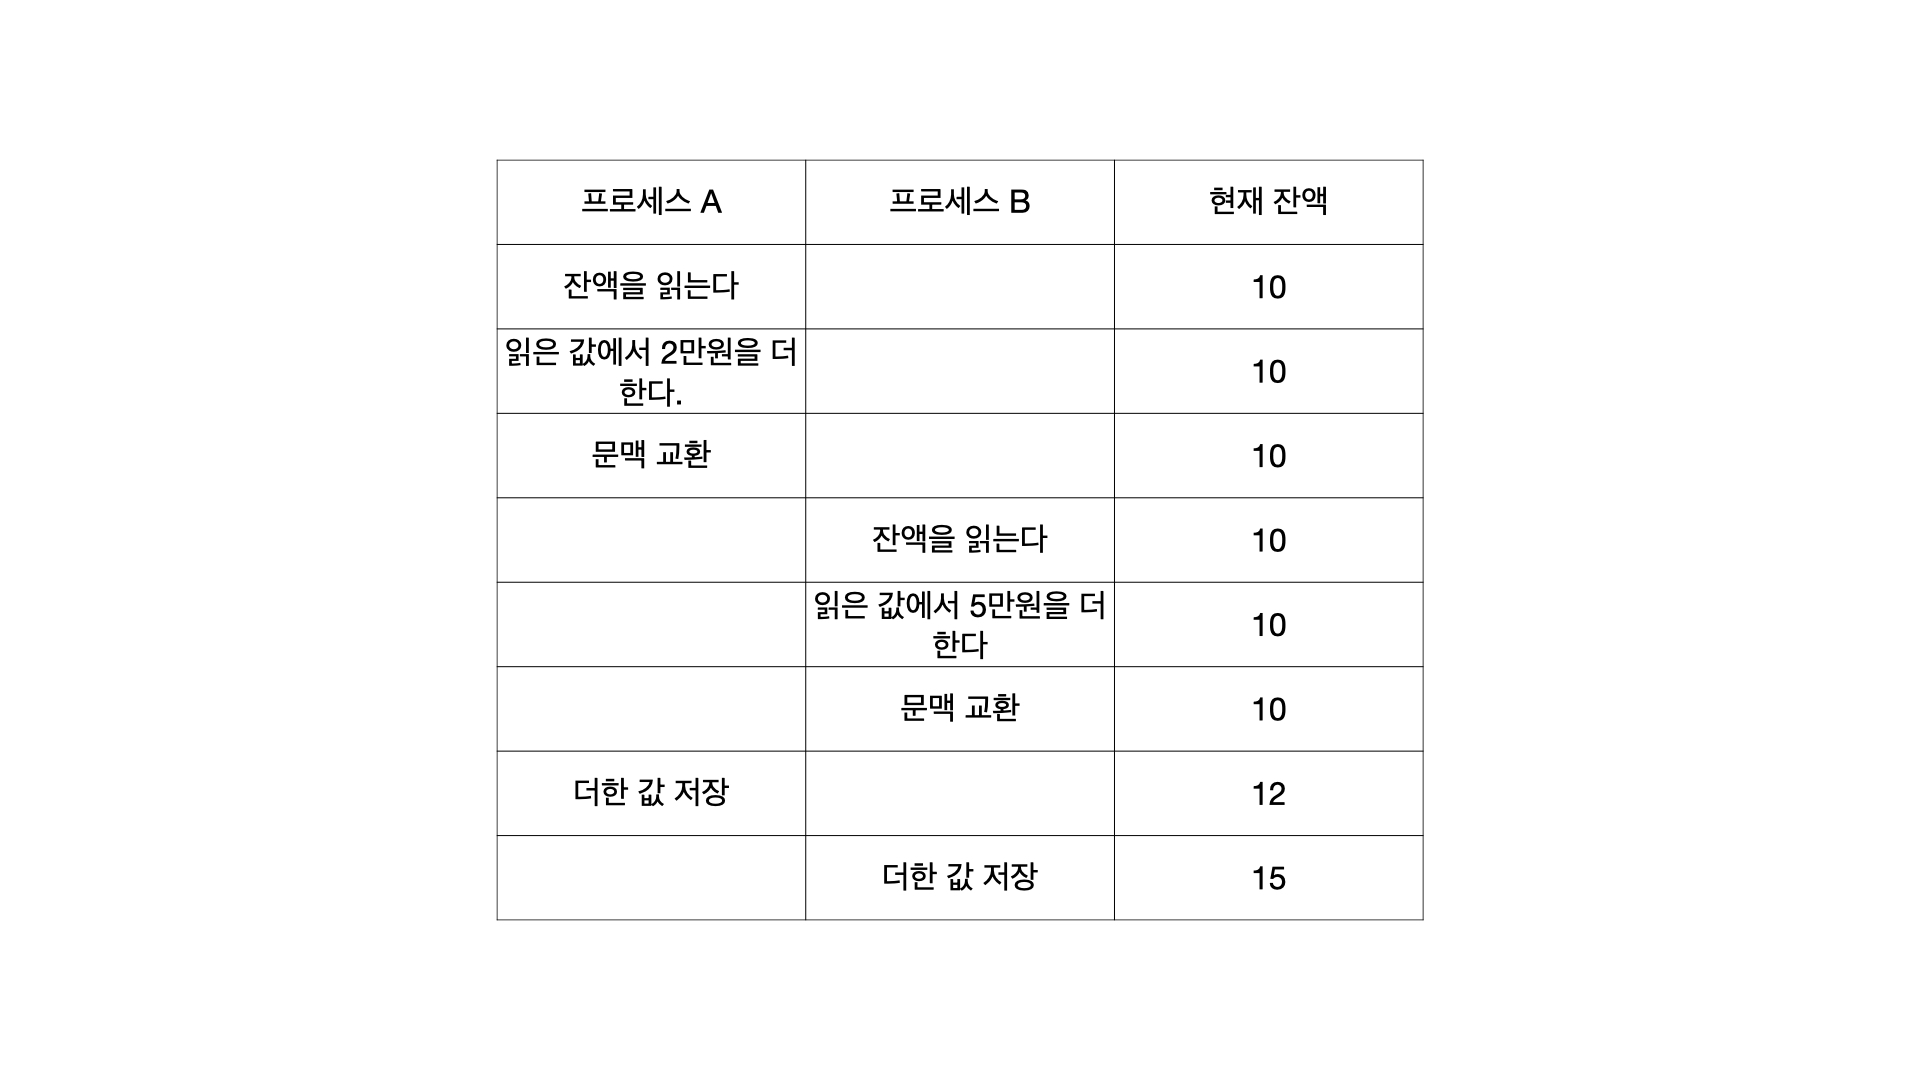 프로세스 A 프로세스 B 현재 잔액
잔액을 읽는다 10
읽은 값에서 2만원을 더
한다. 10
문맥 교환 10
잔액을 읽는다 10
읽은 값에서 5만원을 더
한다 10
문맥 교환 10
더한 값 저장 12
더한 값 저장 15